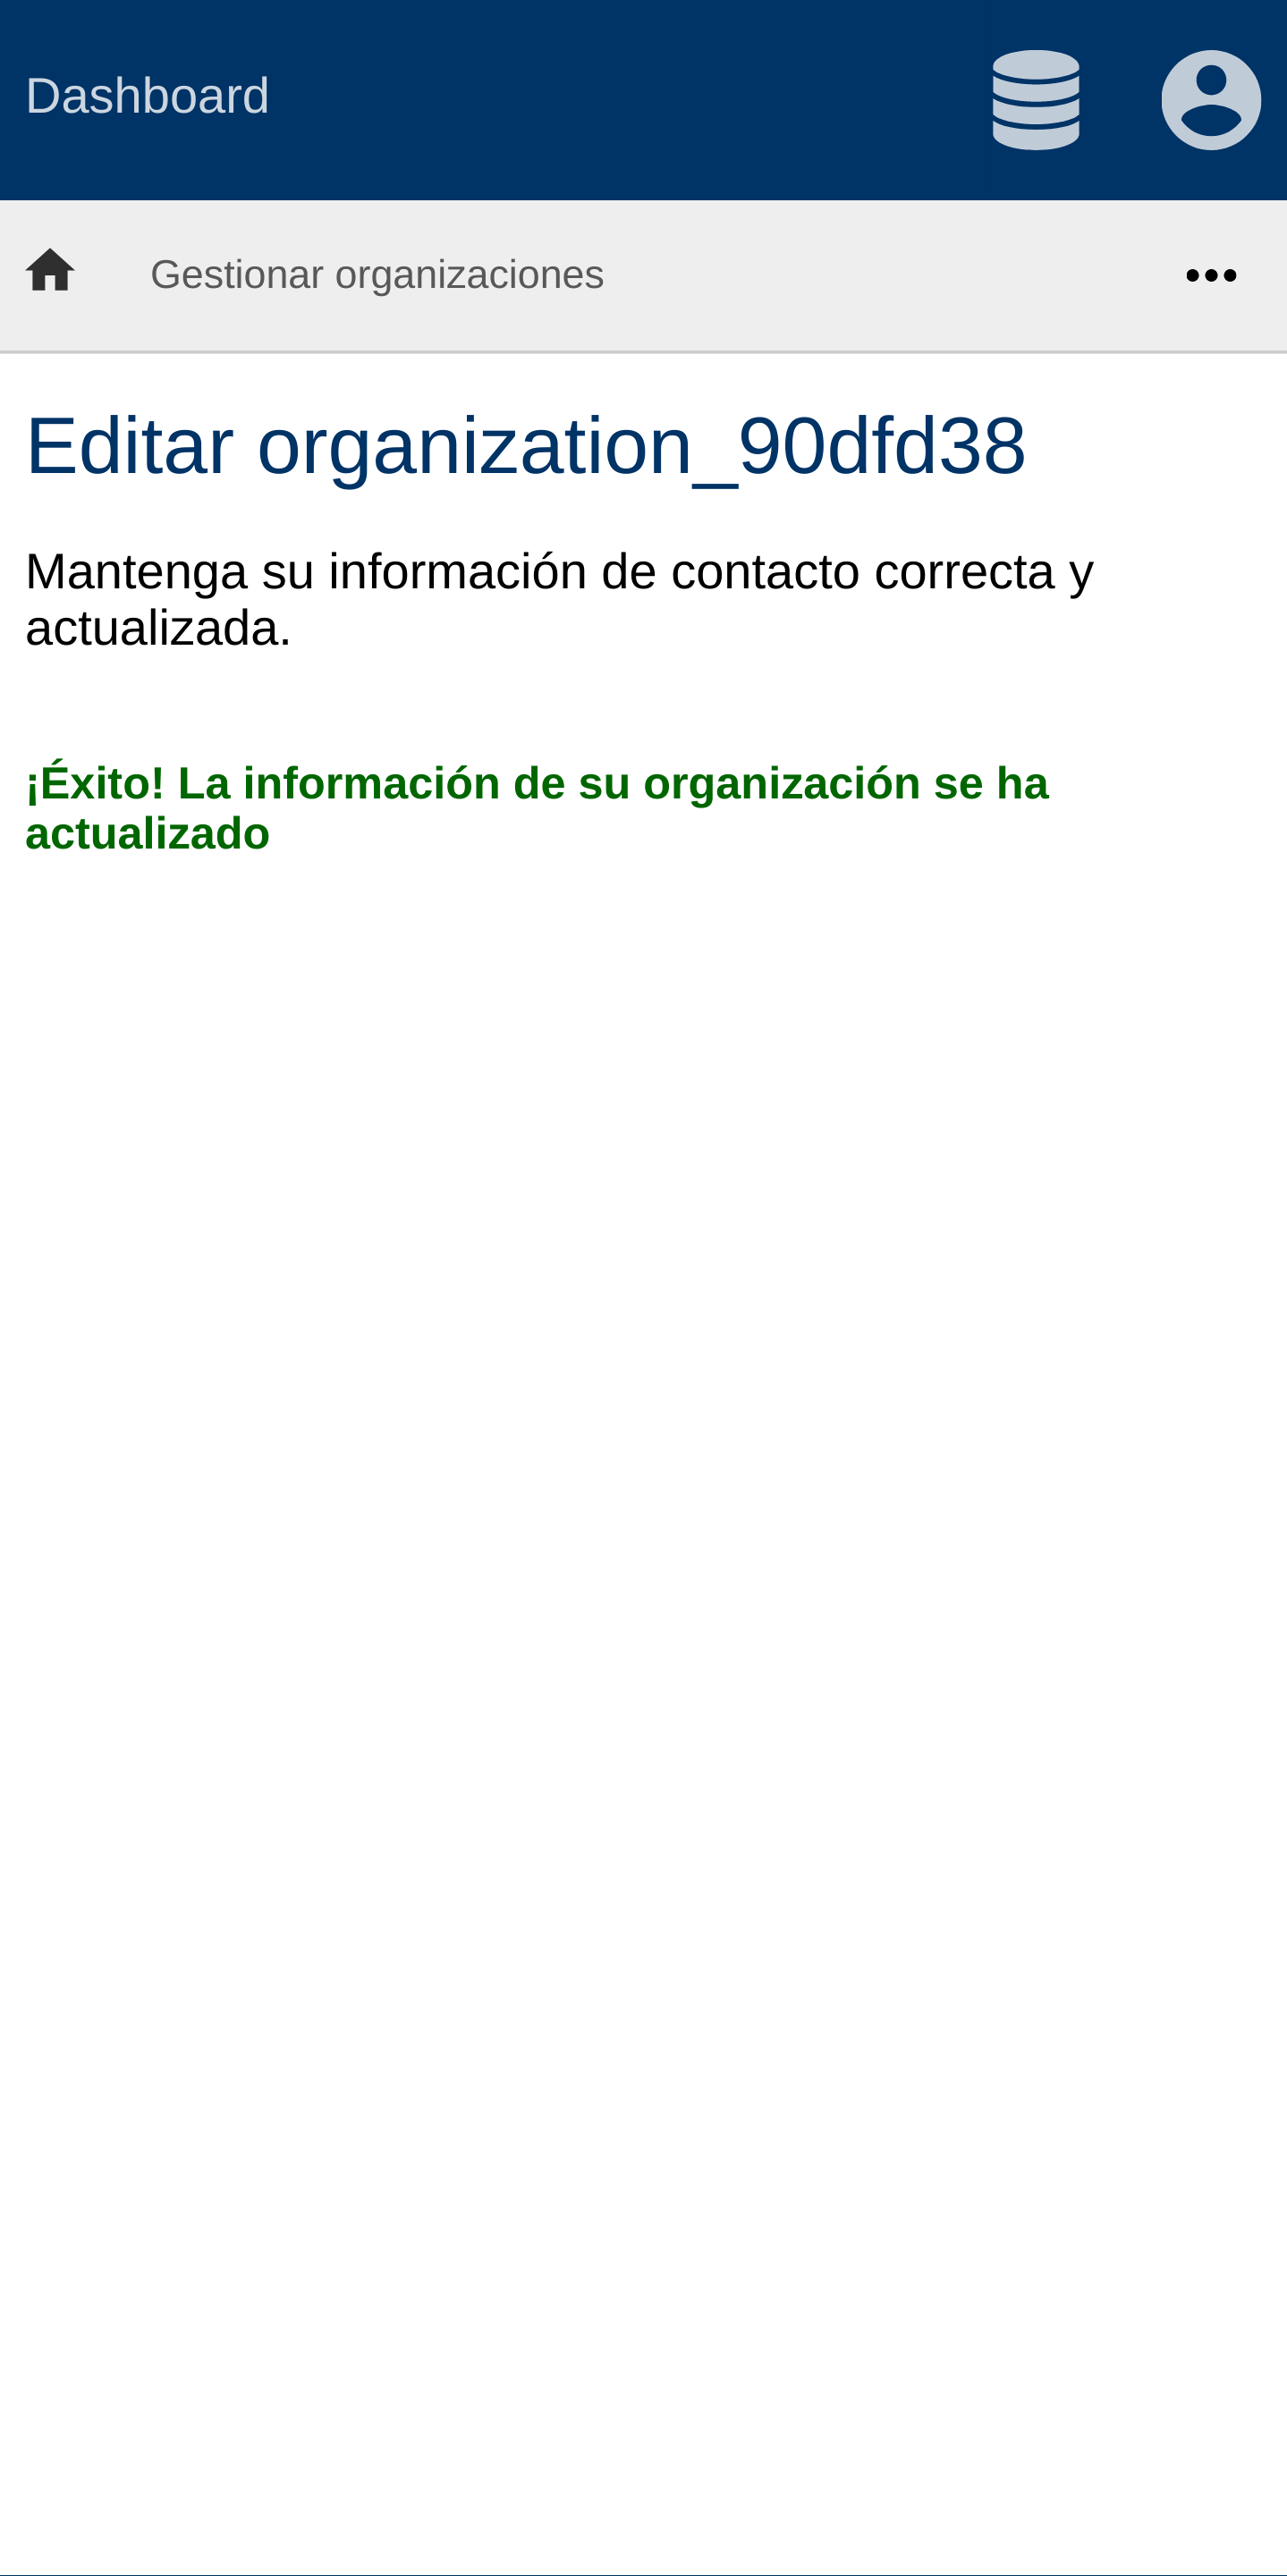 Dashboard
Gestionar organizaciones
Editar organization_90dfd38
Mantenga su información de contacto correcta y
actualizada.
¡Éxito! La información de su organización se ha
actualizado